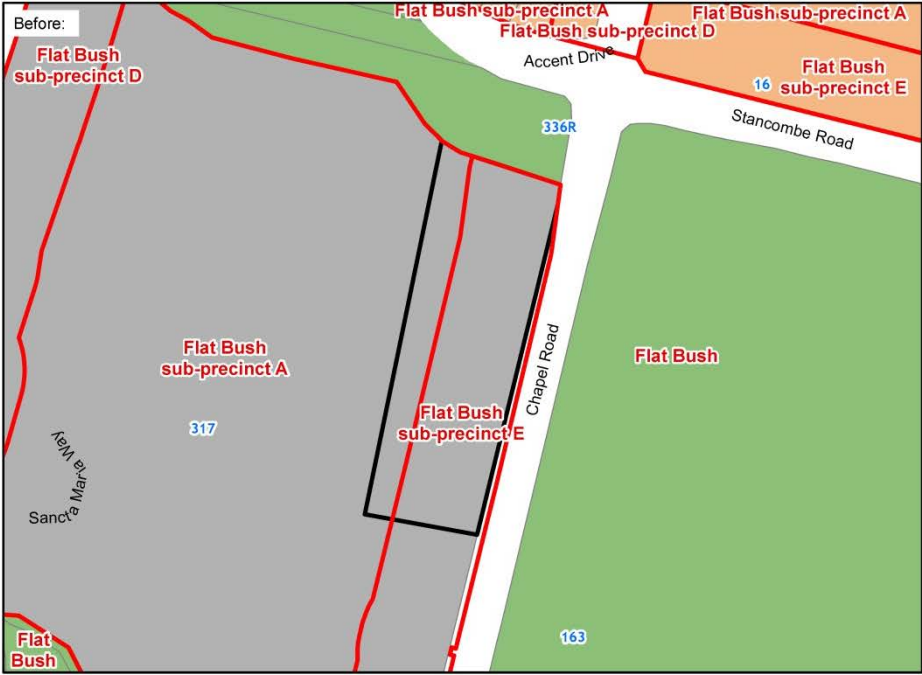 Before:
Flat Bush sub-precinct A
Flat Bush sub-precinct D
Flat Bush sub-precinct A
Flat Bush
sub-precinct D
Accent Drive
Flat Bush
sub-precinct E
16
336R
Stancombe Road
Flat Bush
sub-precinct A
Chapel Road
Flat Bush
317
Flat Bush
sub-precinct E
Sancta Maria Way
Flat
Bush
163